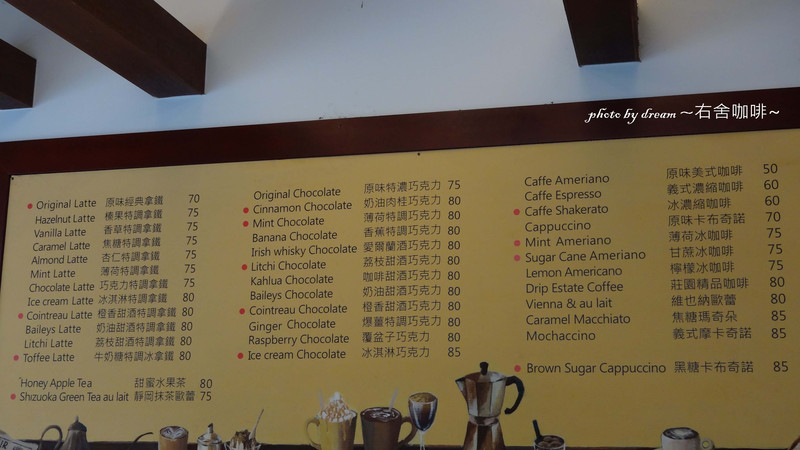 photo by dream ～右舍咖啡～
Original Latte 原味經典拿鐵 70
Hazelnut Latte 榛果特調拿鐵 75
Vanilla Latte 香草特調拿鐵 75
Caramel Latte 焦糖特調拿鐵 75
Almond Latte 杏仁特調拿鐵 75
Mint Latte 薄荷特調拿鐵 75
Chocolate Latte 巧克力特調拿鐵 75
Ice cream Latte 冰淇淋特調拿鐵 80
Cointreau Latte 橙香甜酒特調拿鐵 80
Baileys Latte 奶油甜酒特調拿鐵 80
Litchi Latte 荔枝甜酒特調拿鐵 80
Toffee Latte 牛奶糖特調冰拿鐵 80
Honey Apple Tea 甜蜜水果茶 80
Shizuoka Green Tea au lait 靜岡抹茶歐蕾 75
Original Chocolate 原味特濃巧克力 75
Cinnamon Chocolate 奶油肉桂巧克力 80
Mint Chocolate 薄荷特調巧克力 80
Banana Chocolate 香蕉特調巧克力 80
Irish whisky Chocolate 愛爾蘭酒巧克力 80
Litchi Chocolate 荔枝甜酒巧克力 80
Kahlua Chocolate 咖啡甜酒巧克力 80
Baileys Chocolate 奶油甜酒巧克力 80
Cointreau Chocolate 橙香甜酒巧克力 80
Ginger Chocolate 爆薑特調巧克力 80
Raspberry Chocolate 覆盆子巧克力 80
Ice cream Chocolate 冰淇淋巧克力 85
Caffe Ameriano 原味美式咖啡 50
Caffe Espresso 義式濃縮咖啡 60
Caffe Shakerato 冰濃縮咖啡 60
Cappuccino 原味卡布奇諾 70
Mint Ameriano 薄荷冰咖啡 75
Sugar Cane Ameriano 甘蔗冰咖啡 75
Lemon Americano 檸檬冰咖啡 75
Drip Estate Coffee 莊園精品咖啡 80
Vienna & au lait 維也納歐蕾 80
Caramel Macchiato 焦糖瑪奇朵 85
Mochaccino 義式摩卡奇諾 85
Brown Sugar Cappuccino 黑糖卡布奇諾 85